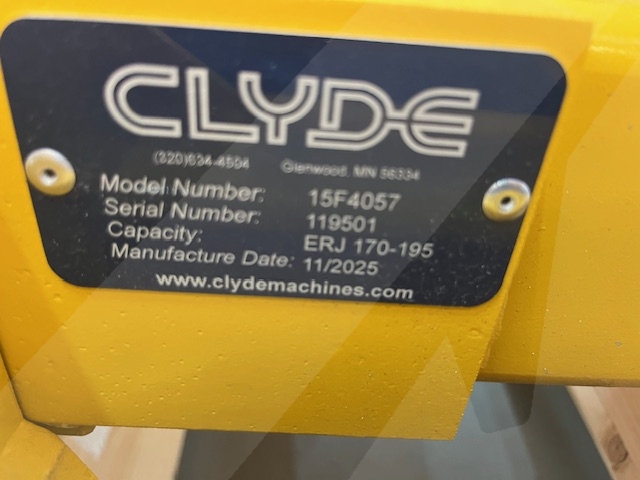 CLYDE
(320)634-4504 Glenwood, MN 56334
Model Number: 15F4057
Serial Number: 119501
Capacity: ERJ 170-195
Manufacture Date: 11/2025
www.clydemachines.com